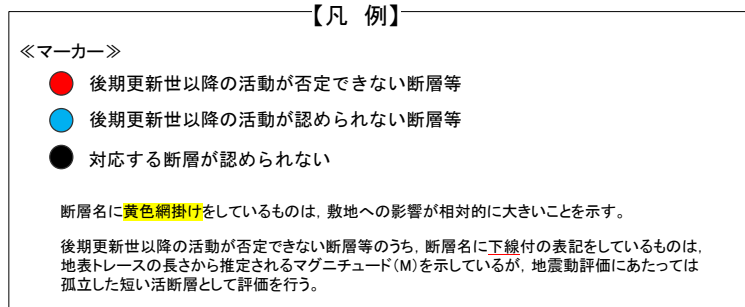 【凡 例】
≪マーカー≫
後期更新世以降の活動が否定できない断層等
後期更新世以降の活動が認められない断層等
対応する断層が認められない
断層名に黄色網掛けをしているものは，敷地への影響が相対的に大きいことを示す。
後期更新世以降の活動が否定できない断層等のうち，断層名に下線付の表記をしているものは，
地表トレースの長さから推定されるマグニチュード（M）を示しているが，地震動評価にあたっては
孤立した短い活断層として評価を行う。